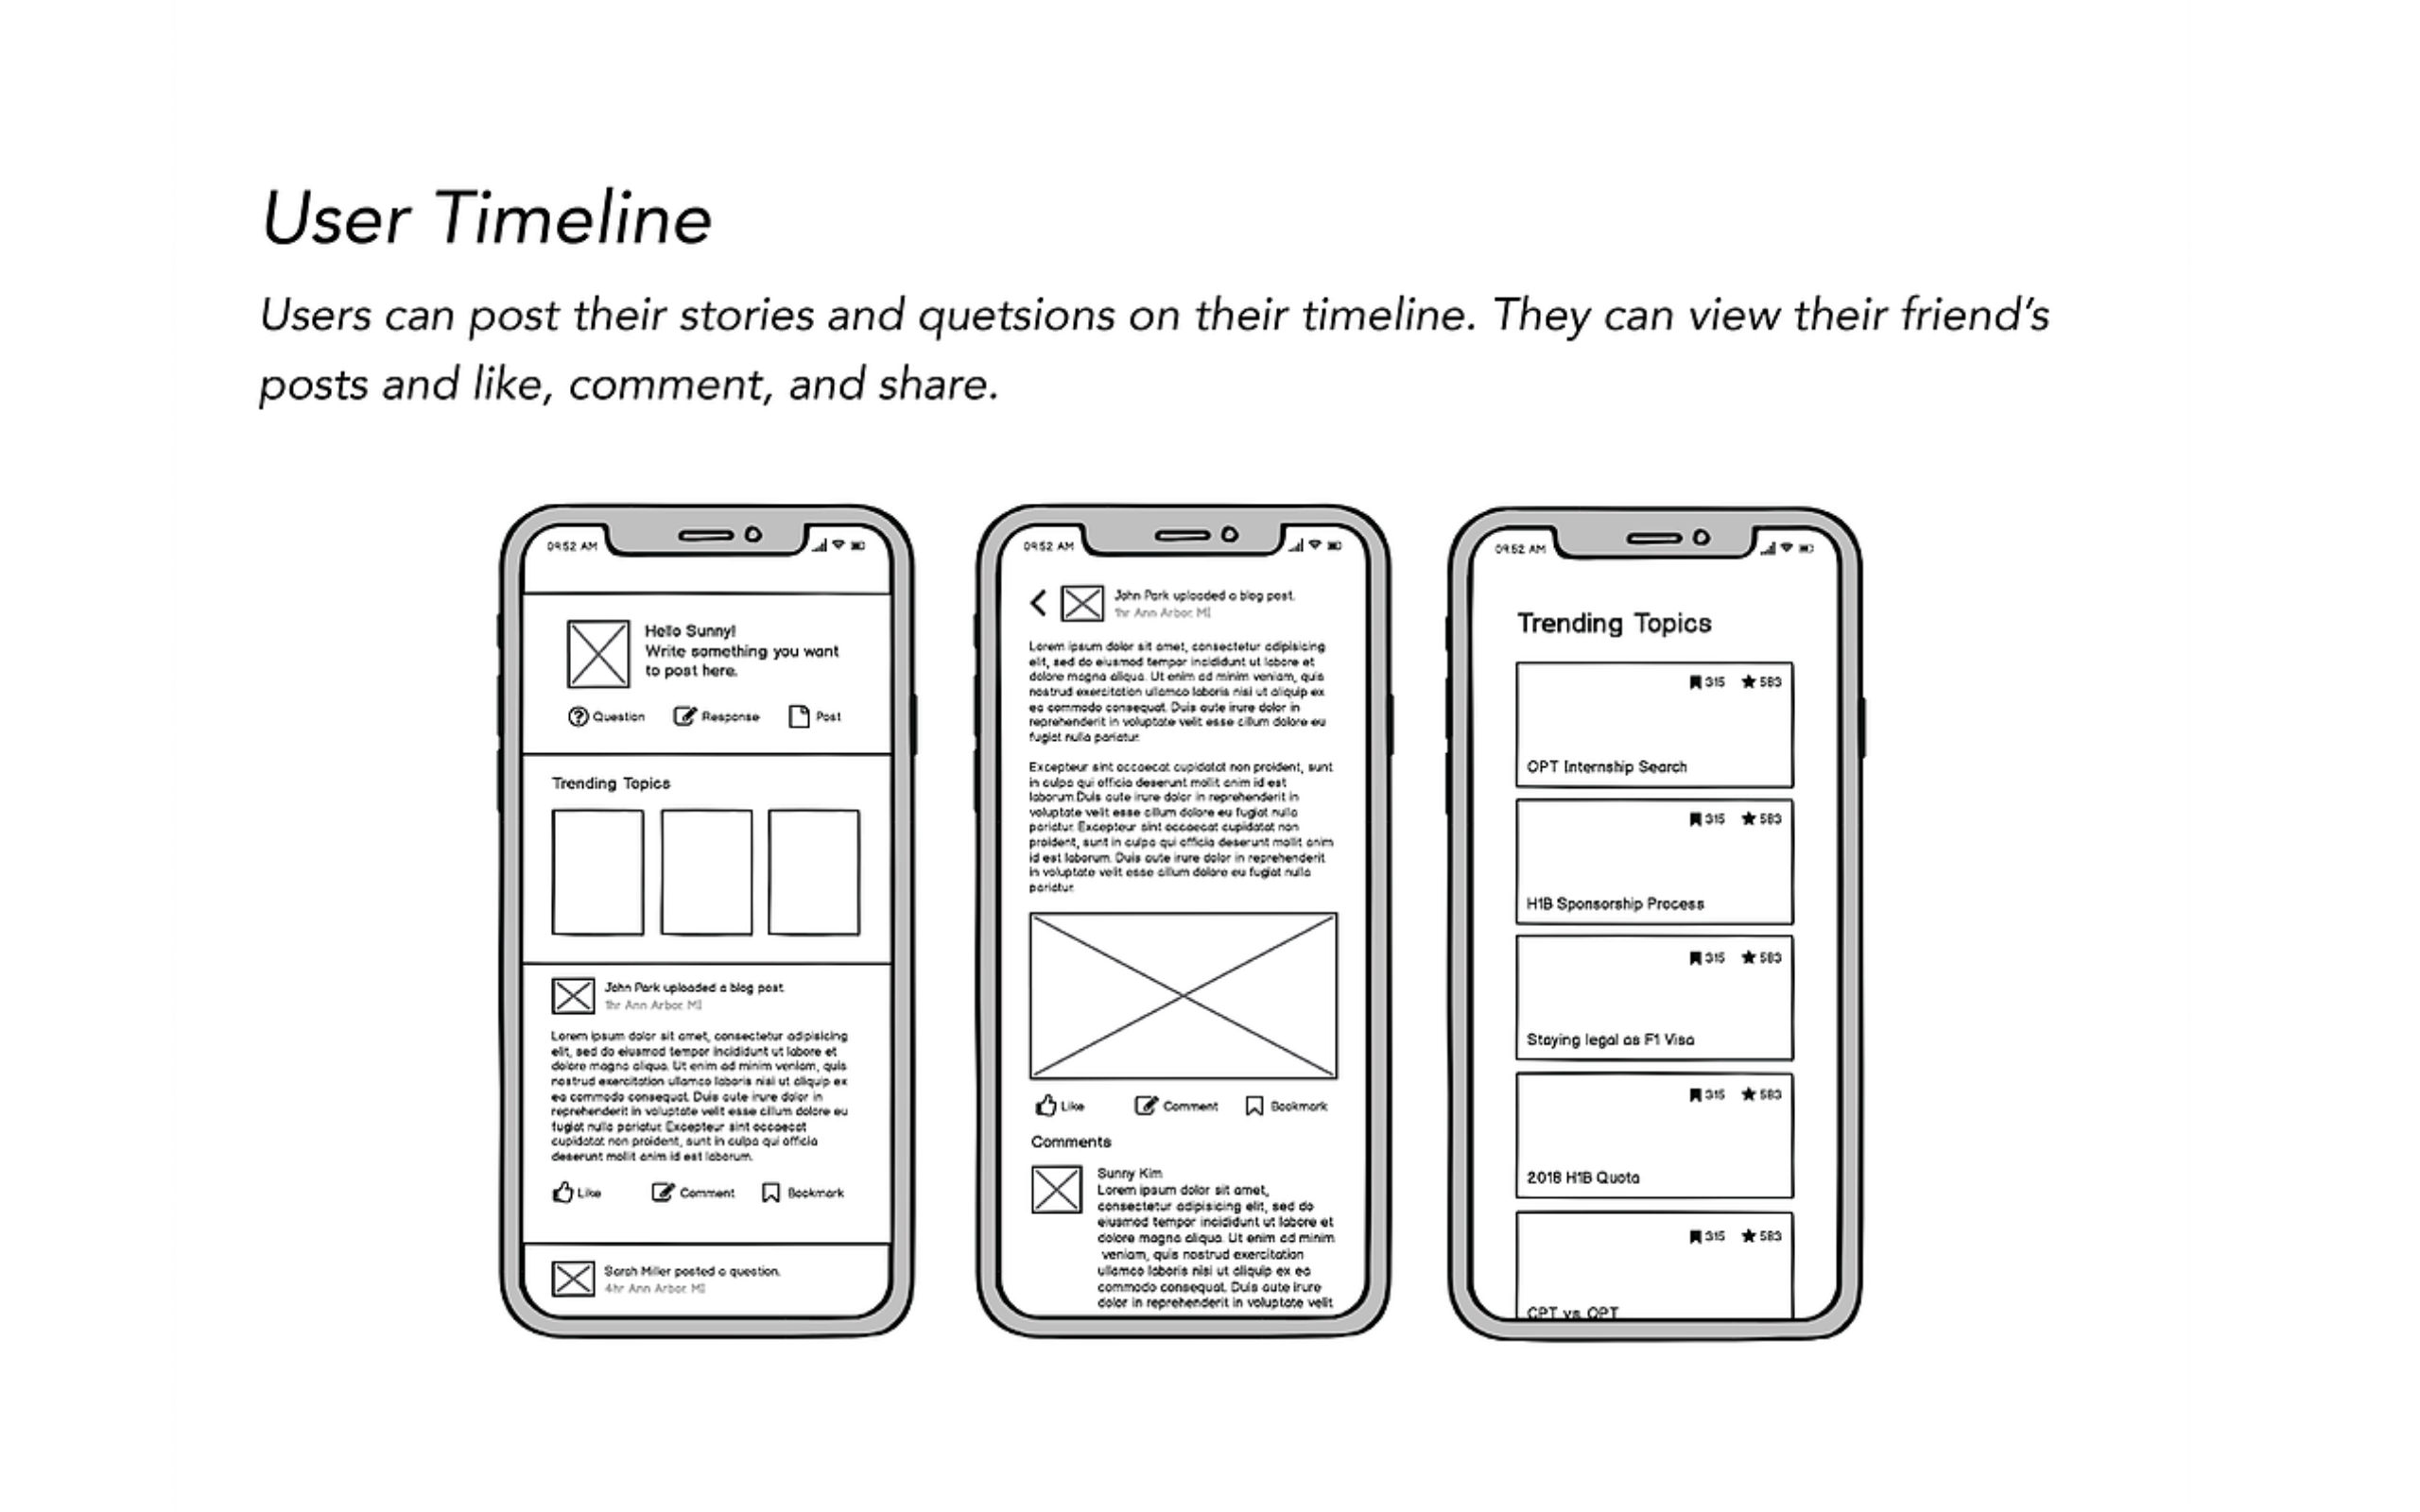 User Timeline
Users can post their stories and quetsions on their timeline. They can view their friend's
posts and like, comment, and share.
09:52 AM
Hello Sunny!
Write something you want
to post here.
Question Response Post
Trending Topics
John Park uploaded a blog post.
1hr Ann Arbor, MI
Lorem ipsum dolor sit amet, consectetur adipisicing
elit, sed do eiusmod tempor incididunt ut labore et
dolore magna aliqua. Ut enim ad minim veniam, quis
nostrud exercitation ullamco laboris nisi ut aliquip ex
ea commodo consequat. Duis aute irure dolor in
reprehenderit in voluptate velit esse cillum dolore eu
fugiat nulla pariatur. Excepteur sint occaecat
cupidatat non proident, sunt in culpa qui officia
deserunt mollit anim id est laborum.
Like Comment Bookmark
Sarah Miller posted a question.
4hr Ann Arbor, MI
09:52 AM
John Park uploaded a blog post.
1hr Ann Arbor, MI
Lorem ipsum dolor sit amet, consectetur adipisicing
elit, sed do eiusmod tempor incididunt ut labore et
dolore magna aliqua. Ut enim ad minim veniam, quis
nostrud exercitation ullamco laboris nisi ut aliquip ex
ea commodo consequat. Duis aute irure dolor in
reprehenderit in voluptate velit esse cillum dolore eu
fugiat nulla pariatur.
Excepteur sint occaecat cupidatat non proident, sunt
in culpa qui officia deserunt mollit anim id est
laborum.Duis aute irure dolor in reprehenderit in
voluptate velit esse cillum dolore eu fugiat nulla
pariatur. Excepteur sint occaecat cupidatat non
proident, sunt in culpa qui officia deserunt mollit anim
id est laborum. Duis aute irure dolor in reprehenderit
in voluptate velit esse cillum dolore eu fugiat nulla
pariatur.
Like Comment Bookmark
Comments
Sunny Kim
Lorem ipsum dolor sit amet,
consectetur adipisicing elit, sed do
eiusmod tempor incididunt ut labore et
dolore magna aliqua. Ut enim ad minim
veniam, quis nostrud exercitation
ullamco laboris nisi ut aliquip ex ea
commodo consequat. Duis aute irure
dolor in reprehenderit in voluptate velit
09:52 AM
Trending Topics
315 583
OPT Internship Search
315 583
H1B Sponsorship Process
315 583
Staying legal as F1 Visa
315 583
2018 H1B Quota
315 583
CPT vs. OPT